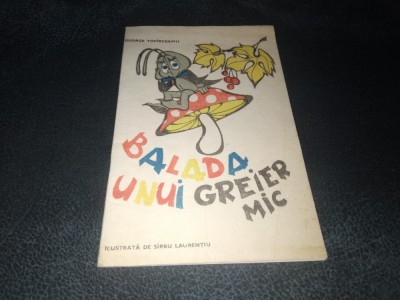 GEORGE TOPÎRCEANU
BALADA
UNUI GREIER
MIC
ILUSTRATĂ DE SÎRBU LAURENȚIU